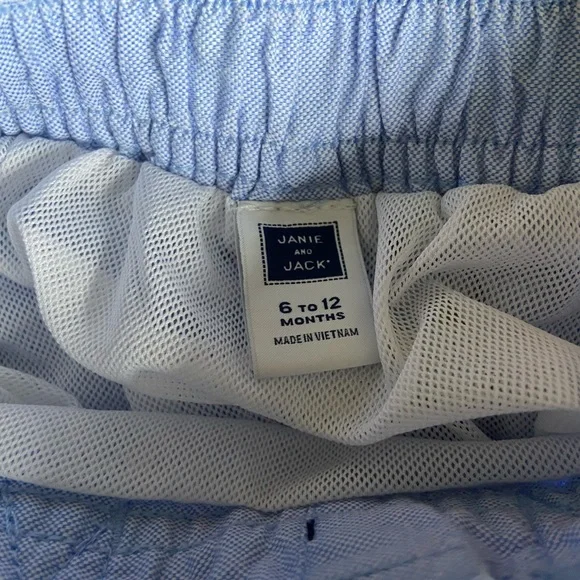 JANIE
AND
JACK
6 TO 12
MONTHS
MADE IN VIETNAM